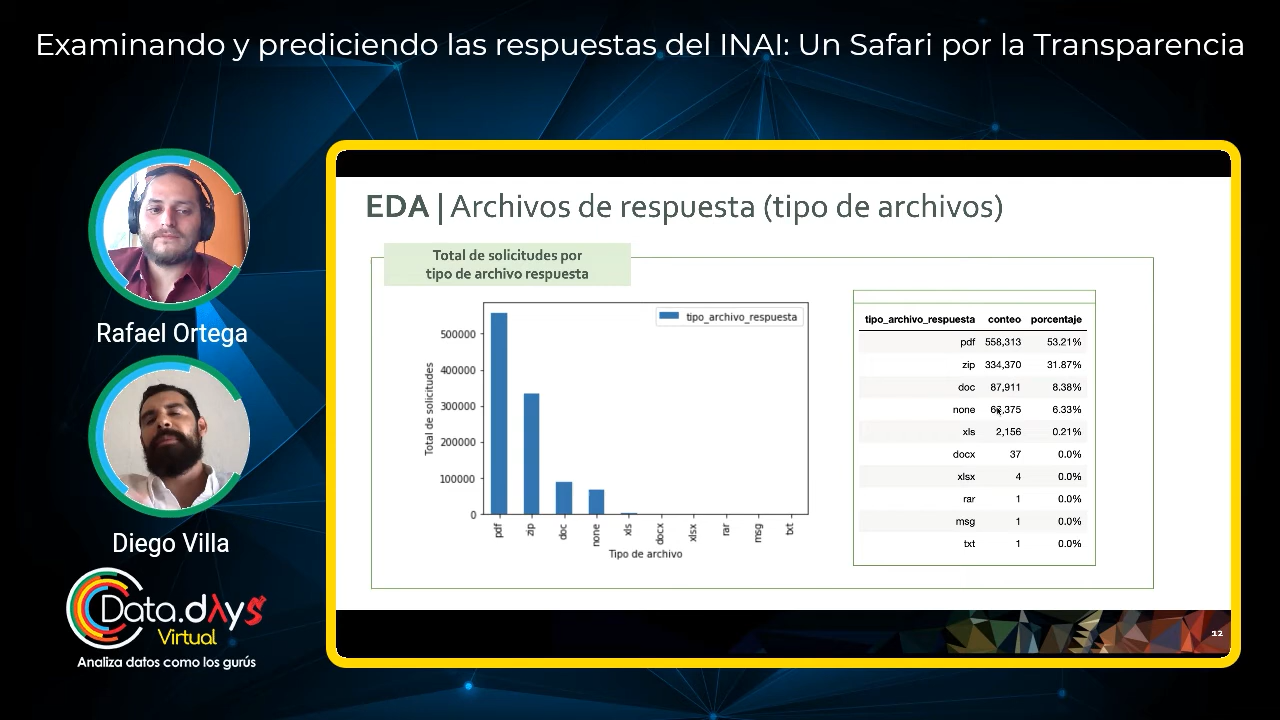 Examinando y prediciendo las respuestas del INAI: Un Safari por la Transparencia
Rafael Ortega
Diego Villa
Data.dλys
Virtual
Analiza datos como los gurús
EDA | Archivos de respuesta (tipo de archivos)
Total de solicitudes por
tipo de archivo respuesta
tipo_archivo_respuesta
Total de solicitudes
500000
400000
300000
200000
100000
0
pdf zip doc none xls docx xlsx rar msg txt
Tipo de archivo
tipo_archivo_respuesta conteo porcentaje
pdf 558,313 53.21%
zip 334,370 31.87%
doc 87,911 8.38%
none 6.33%
xls 2,156 0.21%
docx 37 0.0%
xlsx 4 0.0%
rar 1 0.0%
msg 1 0.0%
txt 1 0.0%
12